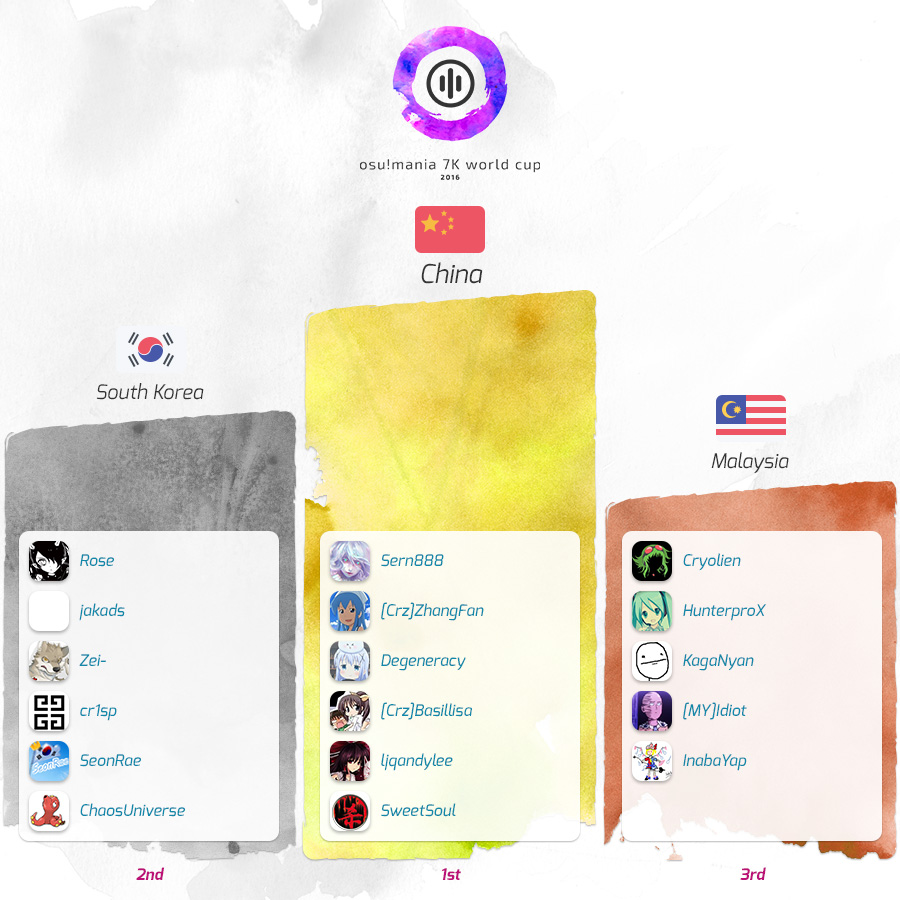 osu!mania 7K world cup
2016
China
South Korea
Malaysia
Rose
jakads
Zei-
cr1sp
SeonRae
SeonRae
ChaosUniverse
2nd
Sern888
[Crz]ZhangFan
Degeneracy
[Crz]Basillisa
ljqandylee
SweetSoul
1st
Cryolien
HunterproX
KagaNyan
[MY]Idiot
InabaYap
3rd